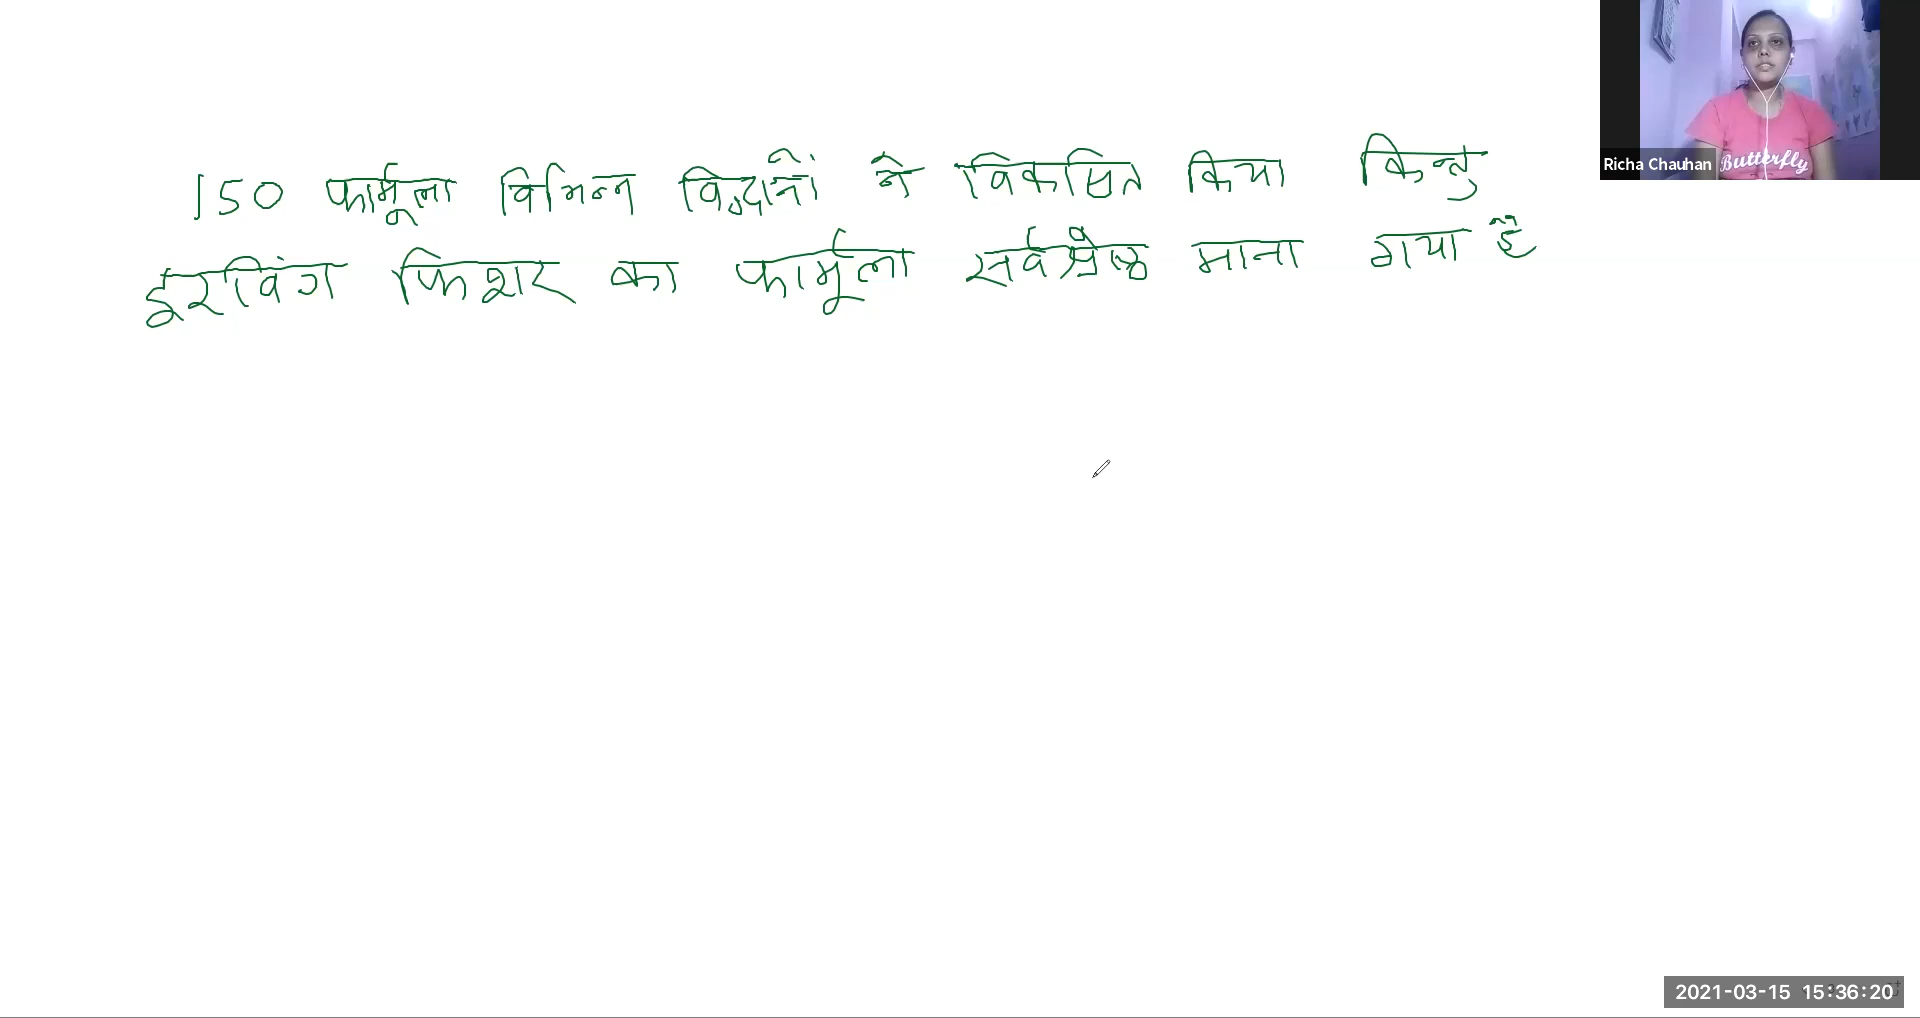 150 फार्मूला विभिन्न विद्वानों ने विकसित किया किन्तु
इरविंग फिशर का फार्मूला सर्वश्रेष्ठ माना गया है
Richa Chauhan
Butterfly
2021-03-15 15:36:20